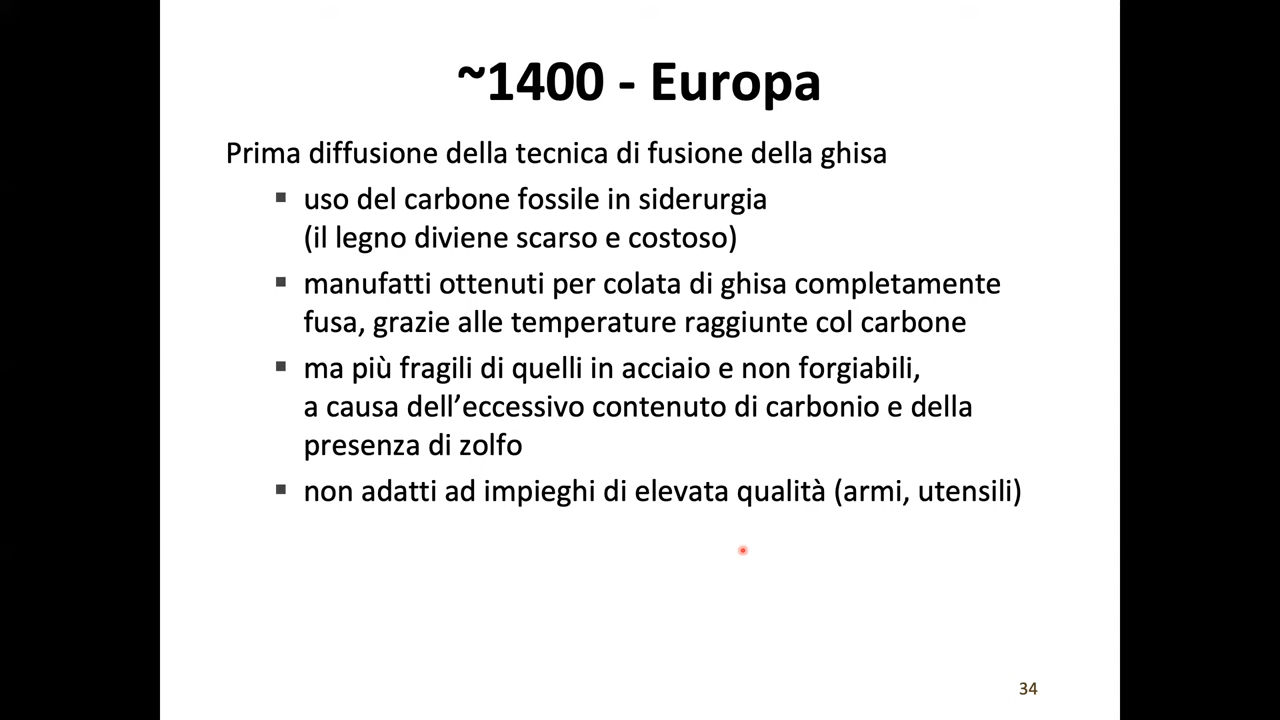 ~1400 - Europa
Prima diffusione della tecnica di fusione della ghisa
▪ uso del carbone fossile in siderurgia
(il legno diviene scarso e costoso)
▪ manufatti ottenuti per colata di ghisa completamente
fusa, grazie alle temperature raggiunte col carbone
▪ ma più fragili di quelli in acciaio e non forgiabili,
a causa dell’eccessivo contenuto di carbonio e della
presenza di zolfo
▪ non adatti ad impieghi di elevata qualità (armi, utensili)
34